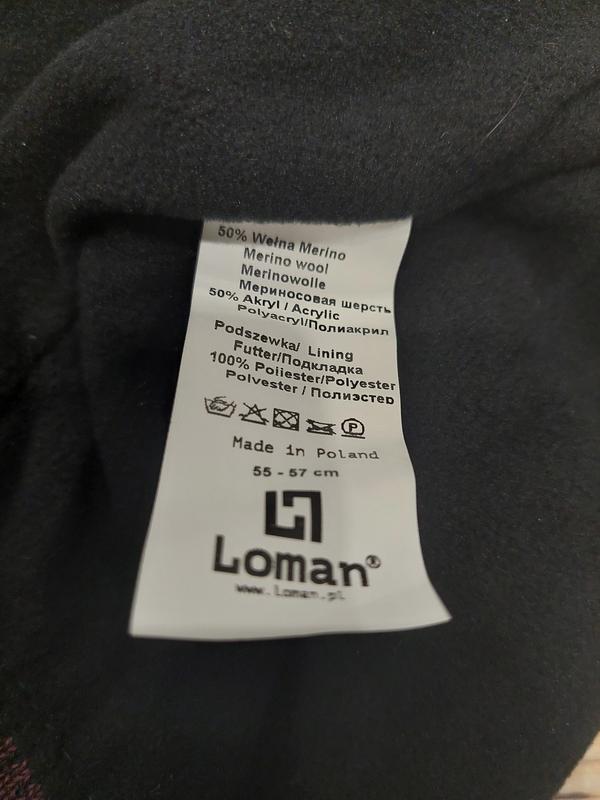 50% Wełna Merino
Merino wool
Merinowolle
Мериносовая шерсть
50% Akryl / Acrylic
Polyacryl/Полиакрил
Podszewka/ Lining
Futter/Подкладка
100% Poliester/Polyester
Polyester / Полиэстер
P
Made in Poland
55 - 57 cm
Loman®
www.loman.pl